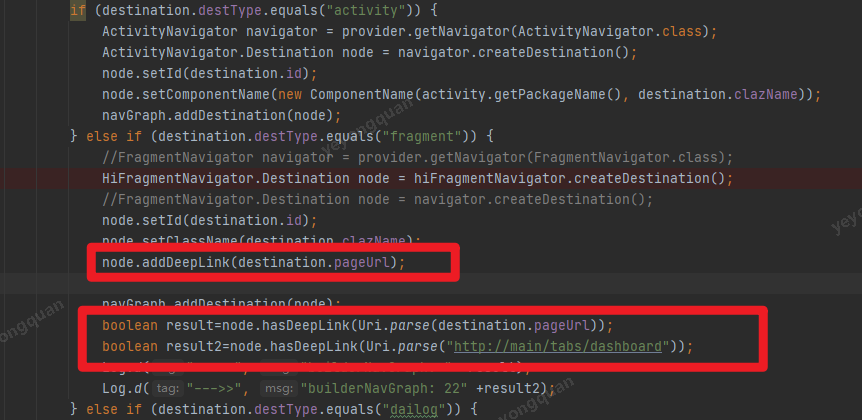 if (destination.destType.equals("activity")) {
ActivityNavigator navigator = provider.getNavigator(ActivityNavigator.class);
ActivityNavigator.Destination node = navigator.createDestination();
node.setId(destination.id);
node.setComponentName(new ComponentName(activity.getPackageName(), destination.clazName));
navGraph.addDestination(node);
} else if (destination.destType.equals("fragment")) {
//FragmentNavigator navigator = provider.getNavigator(FragmentNavigator.class);
HiFragmentNavigator.Destination node = hiFragmentNavigator.createDestination();
//FragmentNavigator.Destination node = navigator.createDestination();
node.setId(destination.id);
node.setClassName(destination.clazName);
node.addDeepLink(destination.pageUrl);
navGraph.addDestination(node);
boolean result=node.hasDeepLink(Uri.parse(destination.pageUrl));
boolean result2=node.hasDeepLink(Uri.parse("http://main/tabs/dashboard"));
Log.d( tag: "--->>", msg: "builderNavGraph: 22" +result2);
} else if (destination.destType.equals("dailog")) {
yeyongquan
yeyongquan